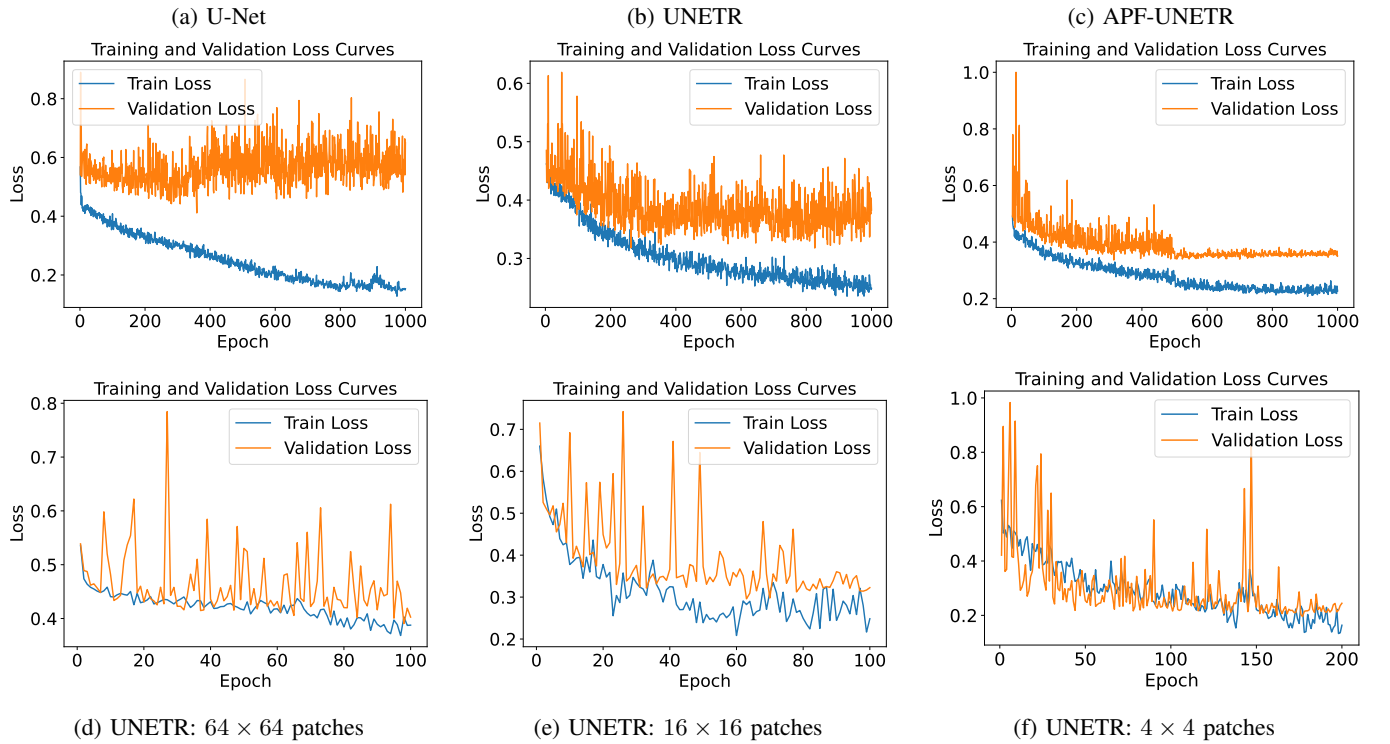 (a) U-Net
(b) UNETR
(c) APF-UNETR
Training and Validation Loss Curves
Train Loss
Validation Loss
Loss
0.8
0.6
0.4
0.2
0 200 400 600 800 1000
Epoch
Training and Validation Loss Curves
Train Loss
Validation Loss
Loss
0.6
0.5
0.4
0.3
0 200 400 600 800 1000
Epoch
Training and Validation Loss Curves
Train Loss
Validation Loss
Loss
1.0
0.8
0.6
0.4
0.2
0 200 400 600 800 1000
Epoch
Training and Validation Loss Curves
Train Loss
Validation Loss
Loss
0.8
0.7
0.6
0.5
0.4
0 20 40 60 80 100
Epoch
Training and Validation Loss Curves
Train Loss
Validation Loss
Loss
0.7
0.6
0.5
0.4
0.3
0.2
0 20 40 60 80 100
Epoch
Training and Validation Loss Curves
Train Loss
Validation Loss
Loss
1.0
0.8
0.6
0.4
0.2
0 50 100 150 200
Epoch
(d) UNETR: 64 × 64 patches
(e) UNETR: 16 × 16 patches
(f) UNETR: 4 × 4 patches